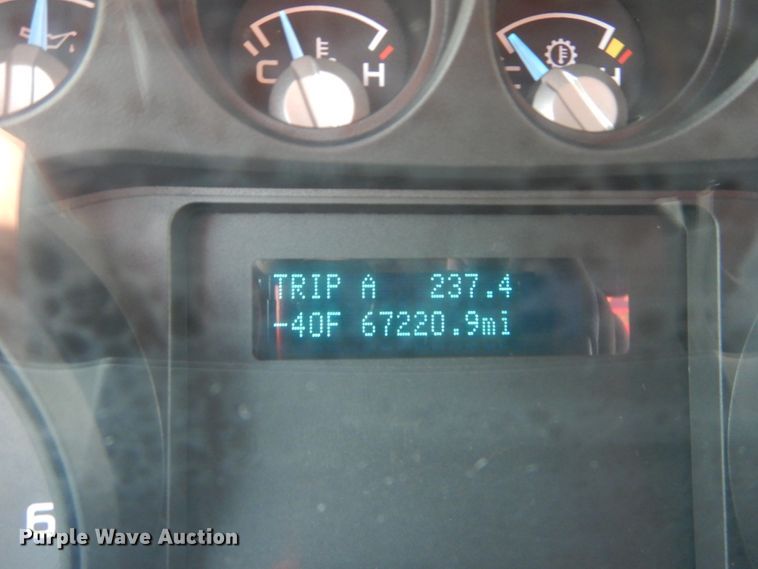 C H H
TRIP A 237.4
-40F 67220.9mi
6
Purple Wave Auction